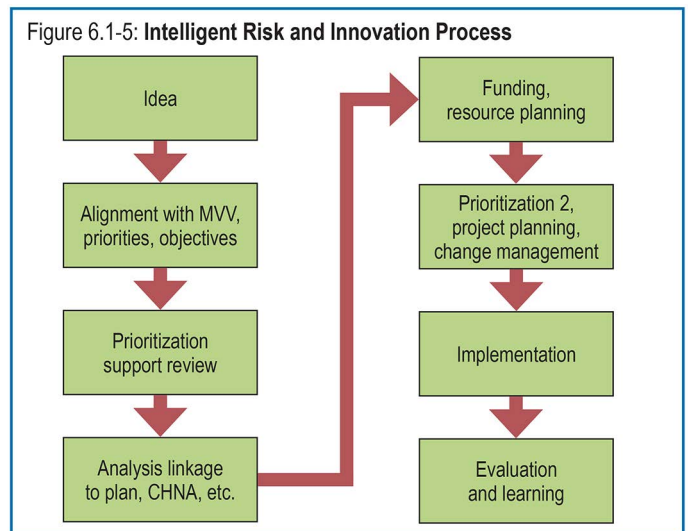 Figure 6.1-5: Intelligent Risk and Innovation Process
Idea
Alignment with MVV,
priorities, objectives
Prioritization
support review
Analysis linkage
to plan, CHNA, etc.
Funding,
resource planning
Prioritization 2,
project planning,
change management
Implementation
Evaluation
and learning